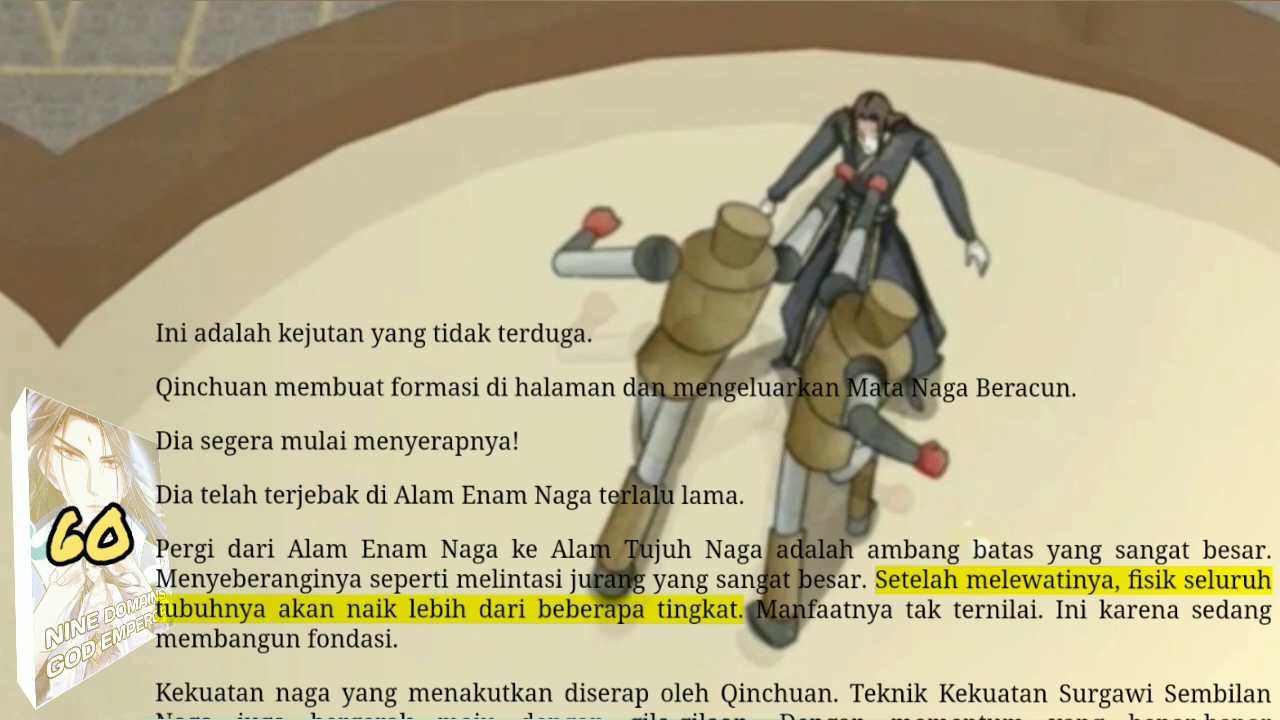 Ini adalah kejutan yang tidak terduga.
Qinchuan membuat formasi di halaman dan mengeluarkan Mata Naga Beracun.
Dia segera mulai menyerapnya!
Dia telah terjebak di Alam Enam Naga terlalu lama.
60
NINE DOMAINS
GOD EMPEROR
Pergi dari Alam Enam Naga ke Alam Tujuh Naga adalah ambang batas yang sangat besar.
Menyeberanginya seperti melintasi jurang yang sangat besar. Setelah melewatinya, fisik seluruh
tubuhnya akan naik lebih dari beberapa tingkat. Manfaatnya tak ternilai. Ini karena sedang
membangun fondasi.
Kekuatan naga yang menakutkan diserap oleh Qinchuan. Teknik Kekuatan Surgawi Sembilan